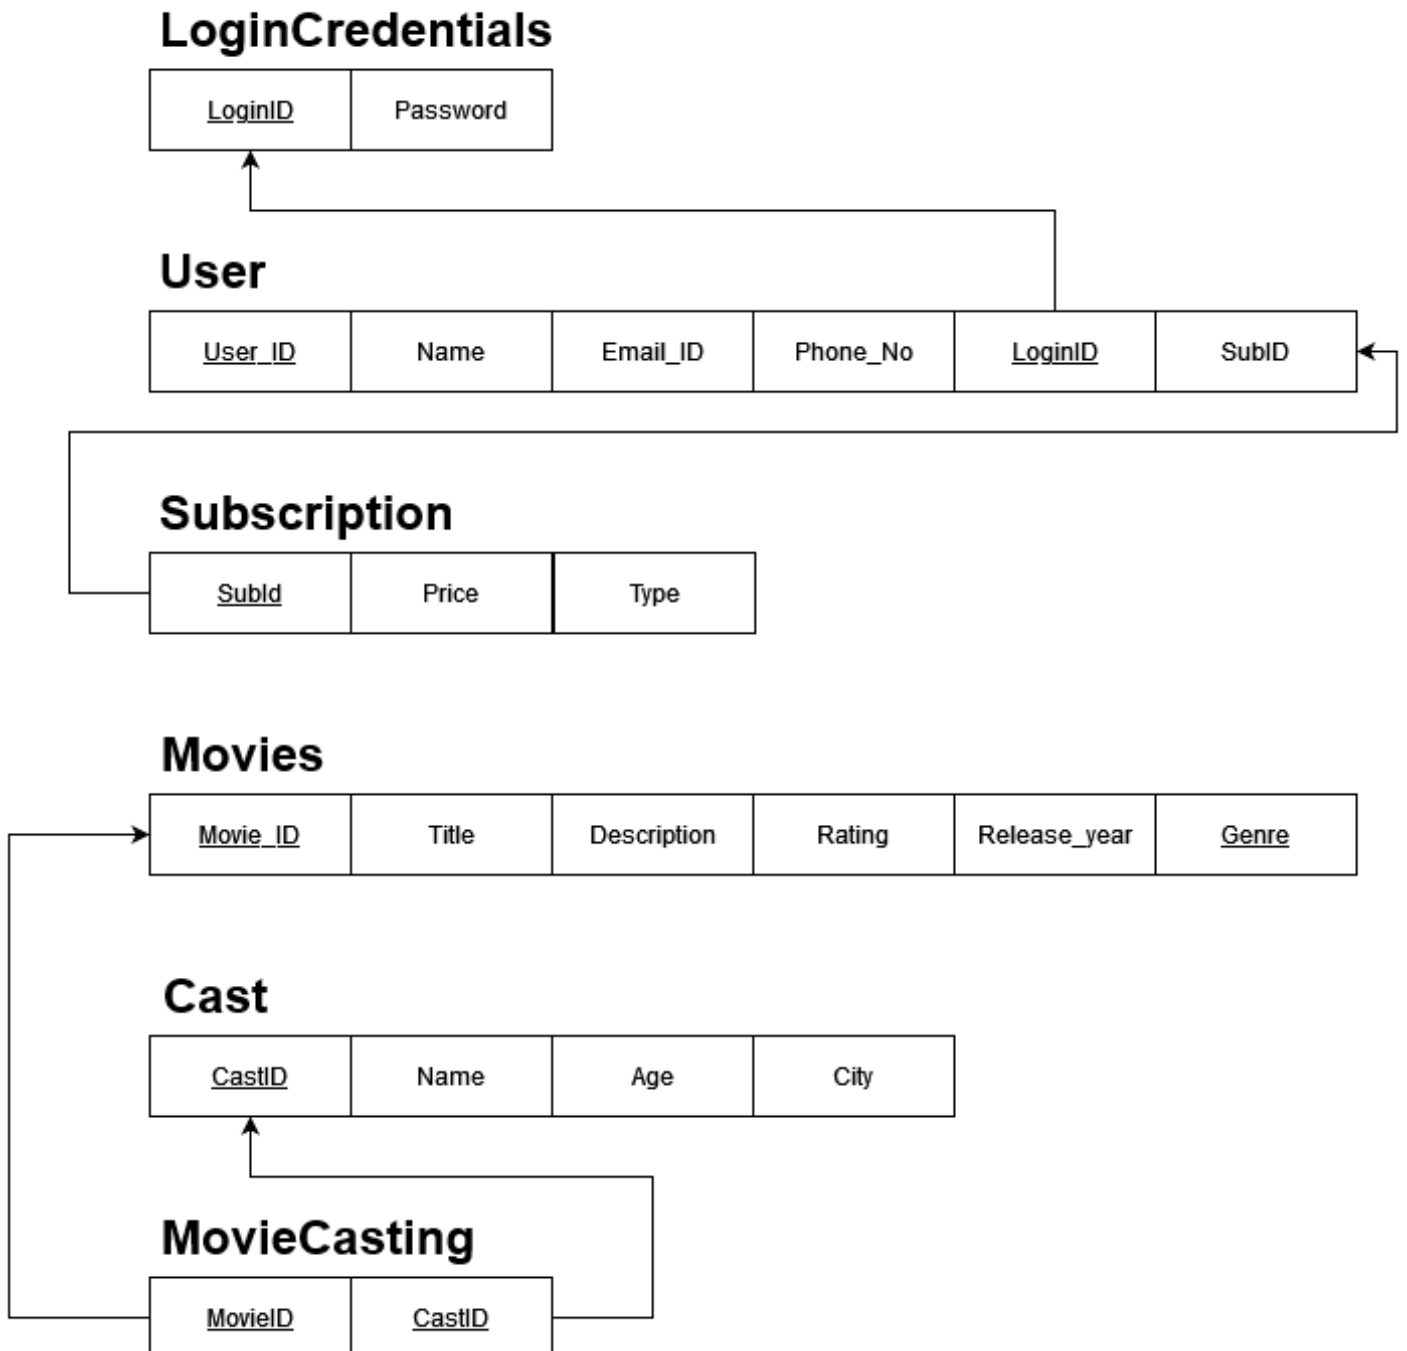 LoginCredentials
LoginID Password
User
User_ID Name Email_ID Phone_No LoginID SubID
Subscription
SubId Price Type
Movies
Movie_ID Title Description Rating Release_year Genre
Cast
CastID Name Age City
MovieCasting
MovieID CastID